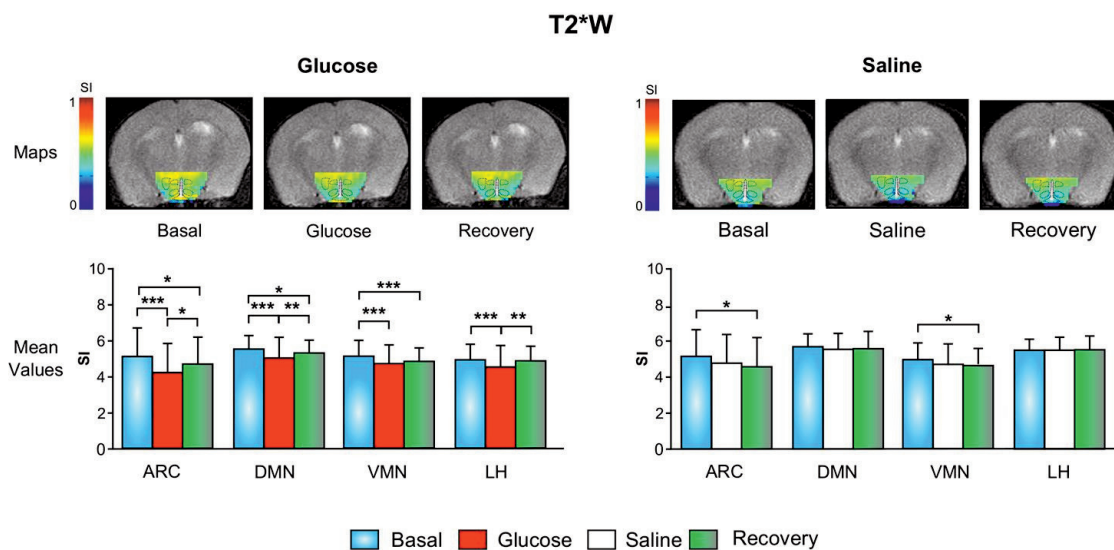 T2*W
Glucose Saline
SI SI
1 1
Maps
0 0
Basal Glucose Recovery Basal Saline Recovery
10 10
* 
*** *
* *** ** *** *** *** ** * *
8 8
6 6
Mean Values SI SI
4 4
2 2
0 0
ARC DMN VMN LH ARC DMN VMN LH
Basal Glucose Saline Recovery